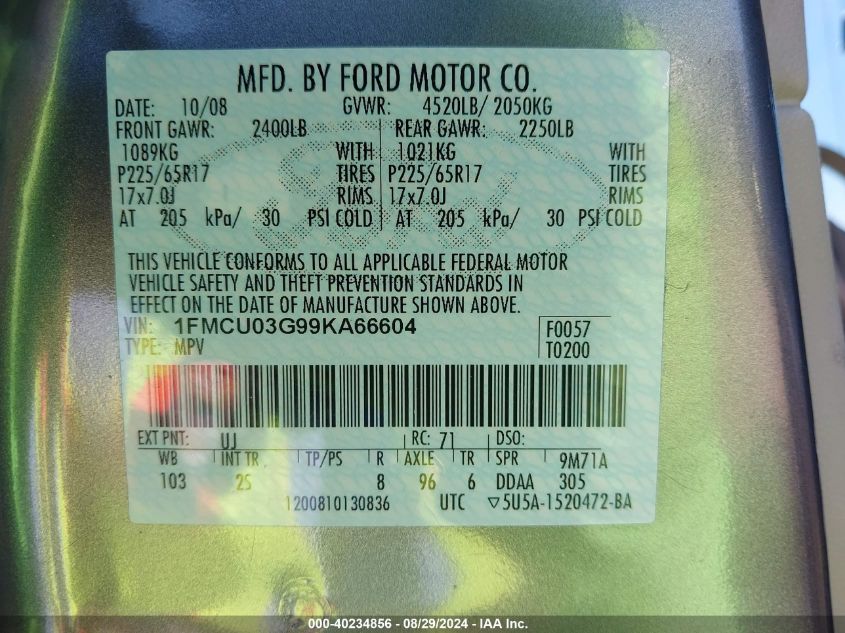 MFD. BY FORD MOTOR CO.
DATE: 10/08 GVWR: 4520LB/ 2050KG
FRONT GAWR: 2400LB REAR GAWR: 2250LB
1089KG WITH 1021KG WITH
P225/65R17 TIRES P225/65R17 TIRES
17x7.0J RIMS 17x7.0J RIMS
AT 205 kPa/ 30 PSI COLD AT 205 kPa/ 30 PSI COLD
THIS VEHICLE CONFORMS TO ALL APPLICABLE FEDERAL MOTOR
VEHICLE SAFETY AND THEFT PREVENTION STANDARDS IN
EFFECT ON THE DATE OF MANUFACTURE SHOWN ABOVE.
VIN: 1FMCU03G99KA66604 F0057
TYPE: MPV T0200
EXT PNT: UJ RC: 71 DSO:
WB INT TR TP/PS R AXLE TR SPR 9M71A
103 2S 8 96 6 DDAA 305
1200810130836 UTC ▽5U5A-1520472-BA
000-40234856 - 08/29/2024 - IAA Inc.